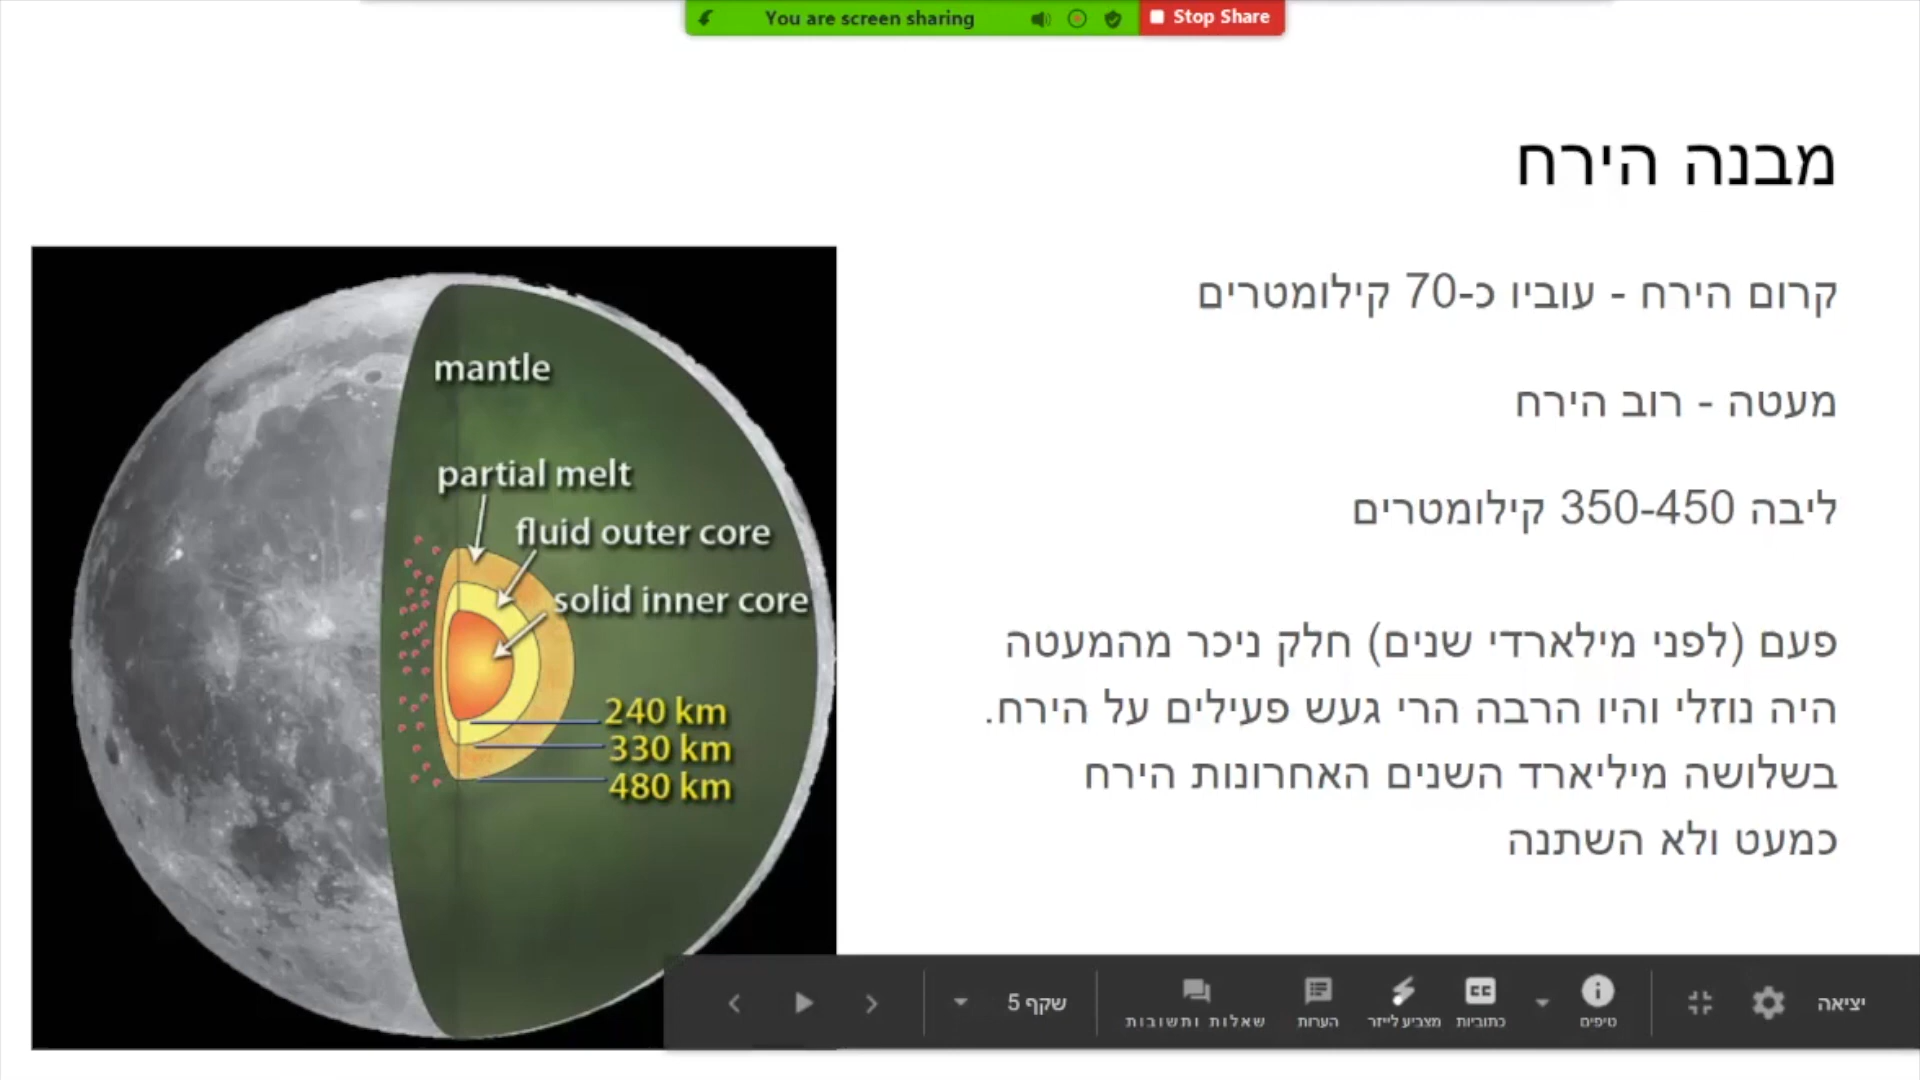 You are screen sharing
Stop Share
מבנה הירח
קרום הירח - עוביו כ-70 קילומטרים
מעטה - רוב הירח
ליבה 350-450 קילומטרים
פעם (לפני מילארדי שנים) חלק ניכר מהמעטה
היה נוזלי והיו הרבה הרי געש פעילים על הירח.
בשלושה מיליארד השנים האחרונות הירח
כמעט ולא השתנה
mantle
partial melt
fluid outer core
solid inner core
240 km
330 km
480 km
יציאה
טיפים
CC
כתוביות
מצביע לייזר
הערות
שאלות ותשובות
שקף 5